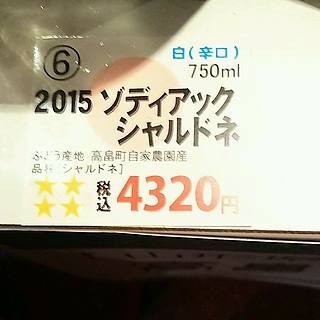 ⑥
白(辛口)
750ml
2015 ゾディアック
シャルドネ
ぶどう産地 高畠町自家農園産
品種[シャルドネ]
★★
★★
税込
4320円